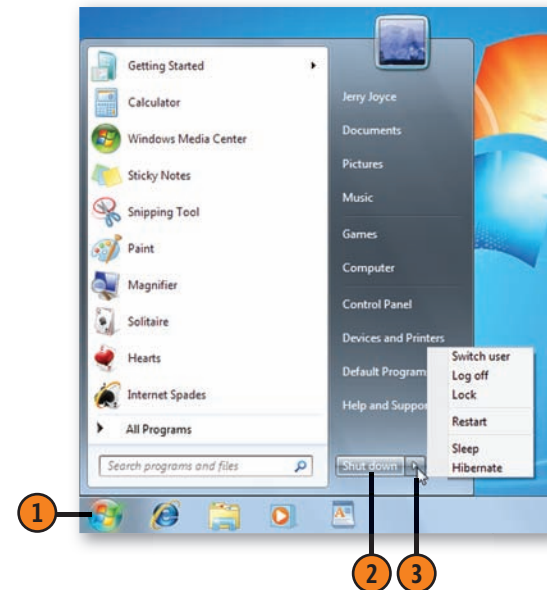 Getting Started
Calculator
Windows Media Center
Sticky Notes
Snipping Tool
Paint
Magnifier
Solitaire
Hearts
Internet Spades
All Programs
Search programs and files
Jerry Joyce
Documents
Pictures
Music
Games
Computer
Control Panel
Devices and Printers
Default Program
Help and Suppo
Shut down
Switch user
Log off
Lock
Restart
Sleep
Hibernate
1
2
3